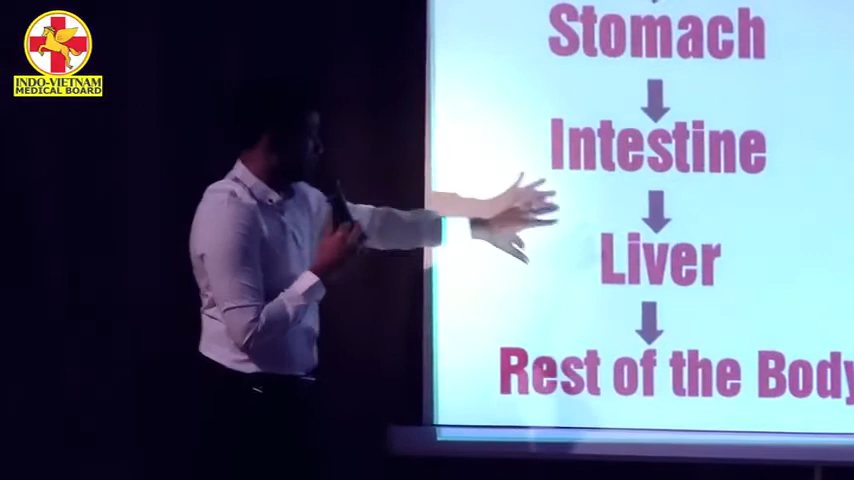 INDO-VIETNAM
MEDICAL BOARD
Stomach
Intestine
Liver
Rest of the Body